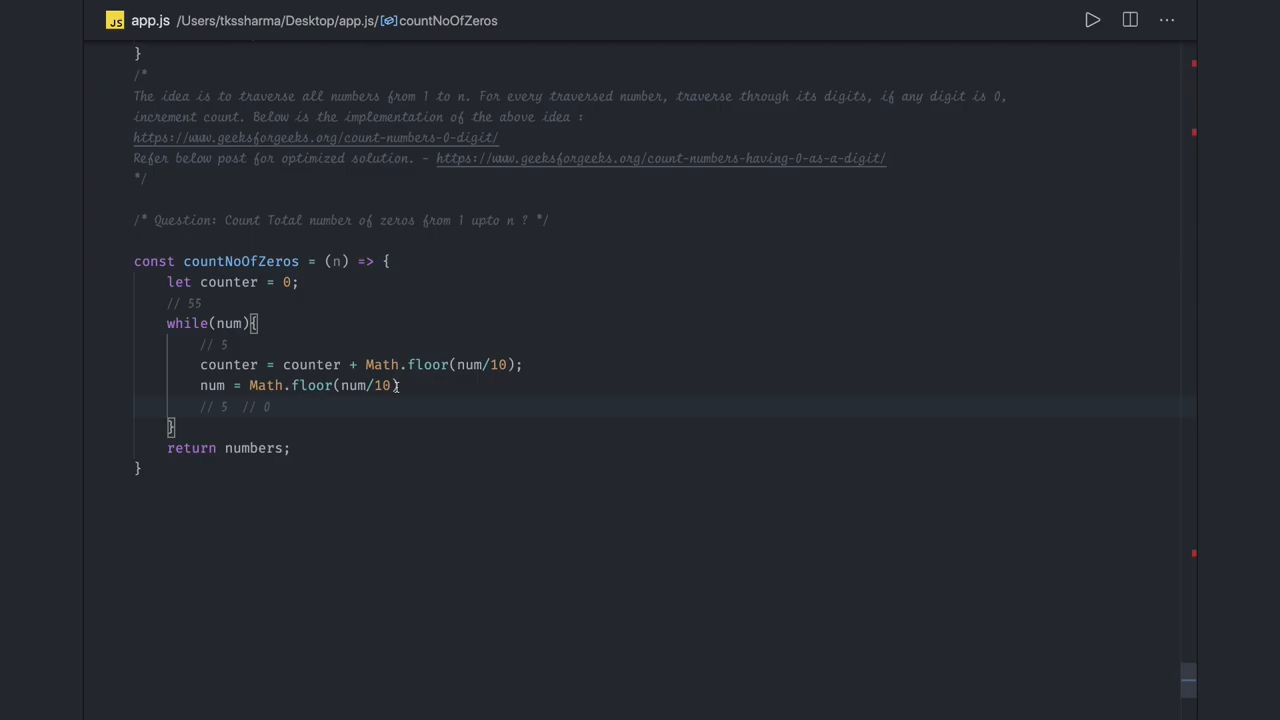 JS app.js /Users/tkssharma/Desktop/app.js/countNoOfZeros
}
/*
The idea is to traverse all numbers from 1 to n. For every traversed number, traverse through its digits, if any digit is 0,
increment count. Below is the implementation of the above idea :
https://www.geeksforgeeks.org/count-numbers-0-digit/
Refer below post for optimized solution. - https://www.geeksforgeeks.org/count-numbers-having-0-as-a-digit/
*/
/* Question: Count Total number of zeros from 1 upto n ? */
const countNoOfZeros = (n) => {
let counter = 0;
// 55
while(num){
// 5
counter = counter + Math.floor(num/10);
num = Math.floor(num/10)
// 5 // 0
}
return numbers;
}